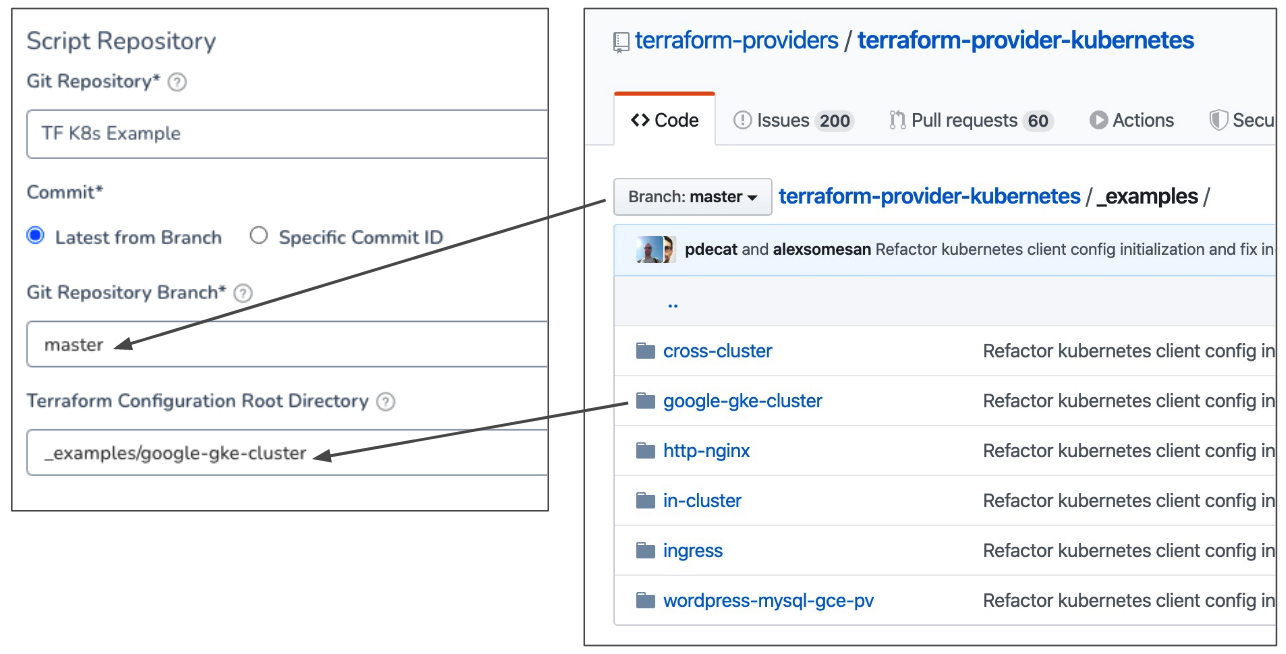 Script Repository
Git Repository*
TF K8s Example
Commit*
Latest from Branch Specific Commit ID
Git Repository Branch*
master
Terraform Configuration Root Directory
_examples/google-gke-cluster
terraform-providers / terraform-provider-kubernetes
Code Issues 200 Pull requests 60 Actions Secu
Branch: master terraform-provider-kubernetes / _examples /
pdecat and alexsomesan Refactor kubernetes client config initialization and fix in
..
cross-cluster Refactor kubernetes client config in
google-gke-cluster Refactor kubernetes client config in
http-nginx Refactor kubernetes client config in
in-cluster Refactor kubernetes client config in
ingress Refactor kubernetes client config in
wordpress-mysql-gce-pv Refactor kubernetes client config in